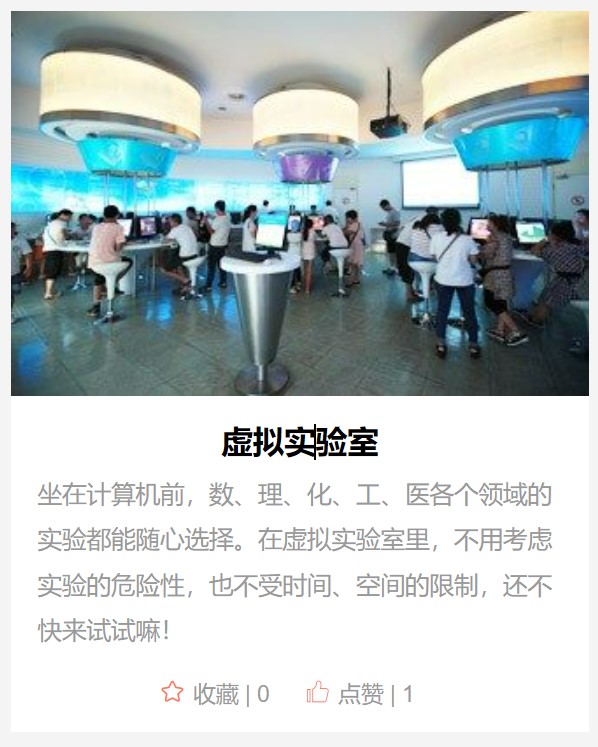 虚拟实验室
坐在计算机前，数、理、化、工、医各个领域的
实验都能随心选择。在虚拟实验室里，不用考虑
实验的危险性，也不受时间、空间的限制，还不
快来试试嘛！
收藏 | 0 点赞 | 1